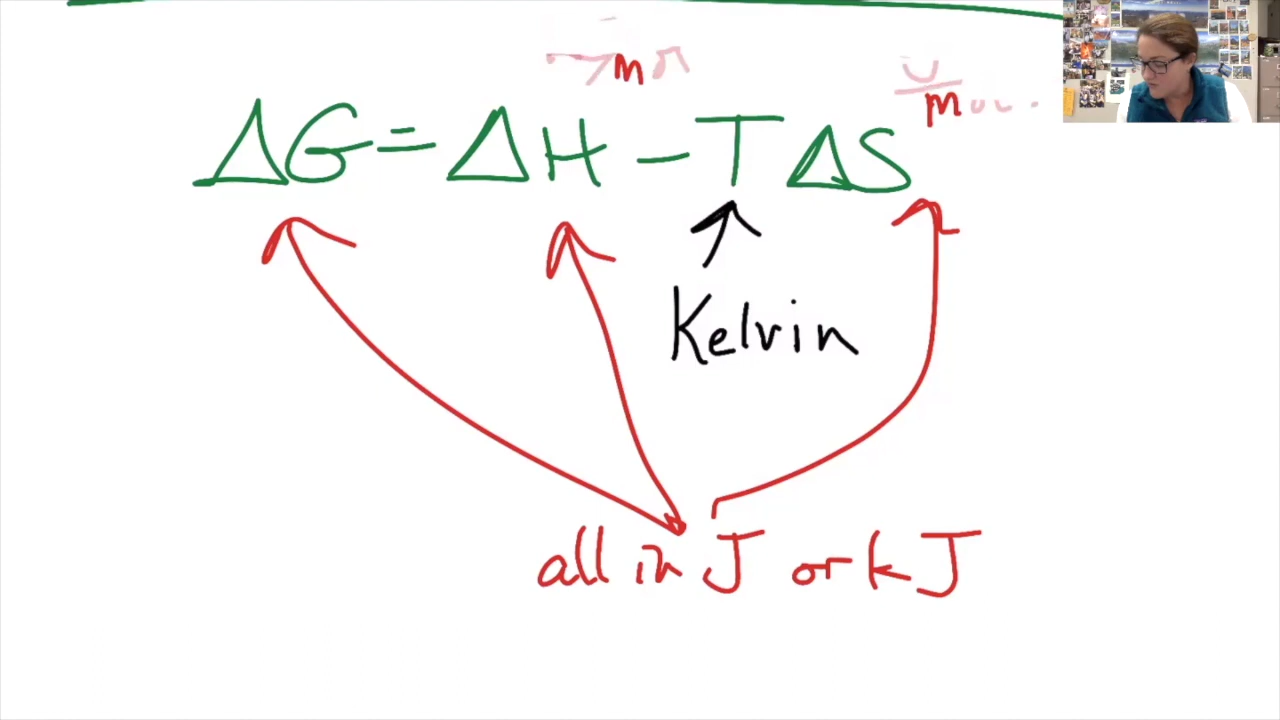 ΔG = ΔH - TΔS
Kelvin
all in J or kJ